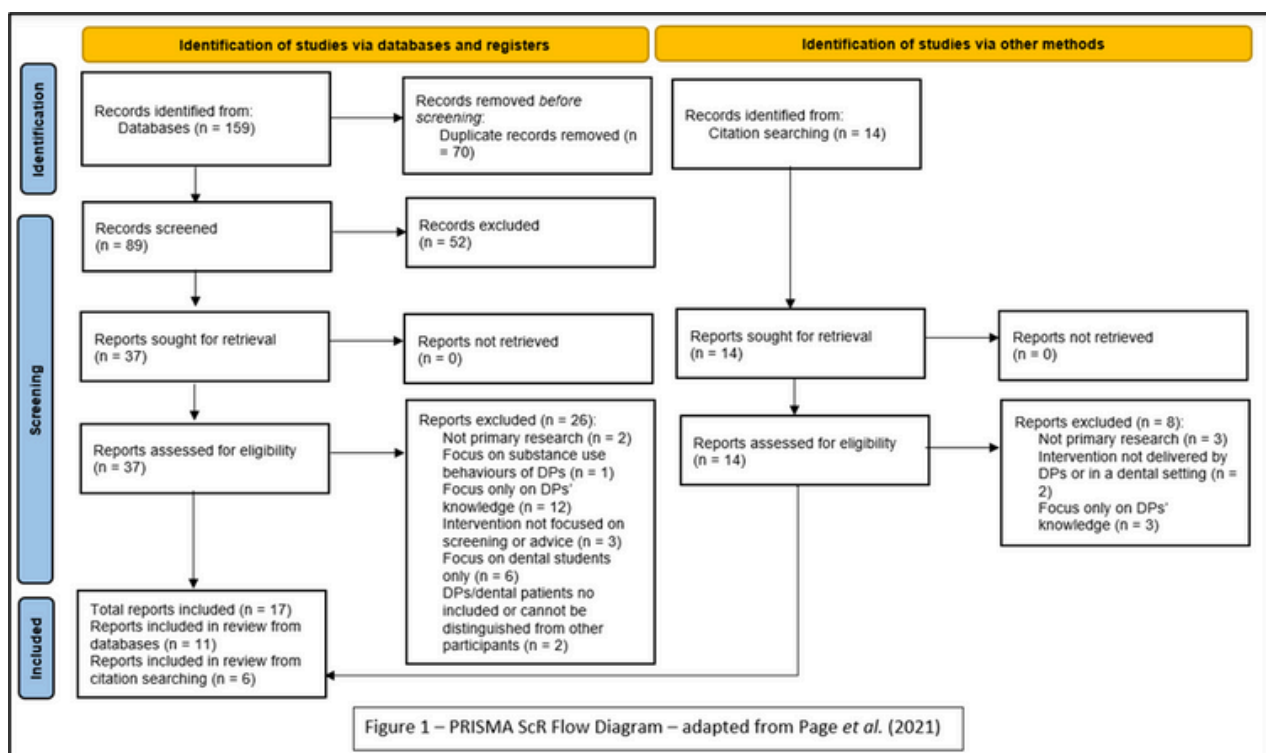 Identification of studies via databases and registers
Identification of studies via other methods
Identification
Records identified from:
Databases (n = 159)
Records removed before
screening:
Duplicate records removed (n
= 70)
Records identified from:
Citation searching (n = 14)
Screening
Records screened
(n = 89)
Records excluded
(n = 52)
Reports sought for retrieval
(n = 37)
Reports not retrieved
(n = 0)
Reports sought for retrieval
(n = 14)
Reports not retrieved
(n = 0)
Reports assessed for eligibility
(n = 37)
Reports excluded (n = 26):
Not primary research (n = 2)
Focus on substance use
behaviours of DPs (n = 1)
Focus only on DPs'
knowledge (n = 12)
Intervention not focused on
screening or advice (n = 3)
Focus on dental students
only (n = 6)
DPs/dental patients no
included or cannot be
distinguished from other
participants (n = 2)
Reports assessed for eligibility
(n = 14)
Reports excluded (n = 8):
Not primary research (n = 3)
Intervention not delivered by
DPs or in a dental setting (n =
2)
Focus only on DPs'
knowledge (n = 3)
Included
Total reports included (n = 17)
Reports included in review from
databases (n = 11)
Reports included in review from
citation searching (n = 6)
Figure 1 – PRISMA ScR Flow Diagram – adapted from Page et al. (2021)